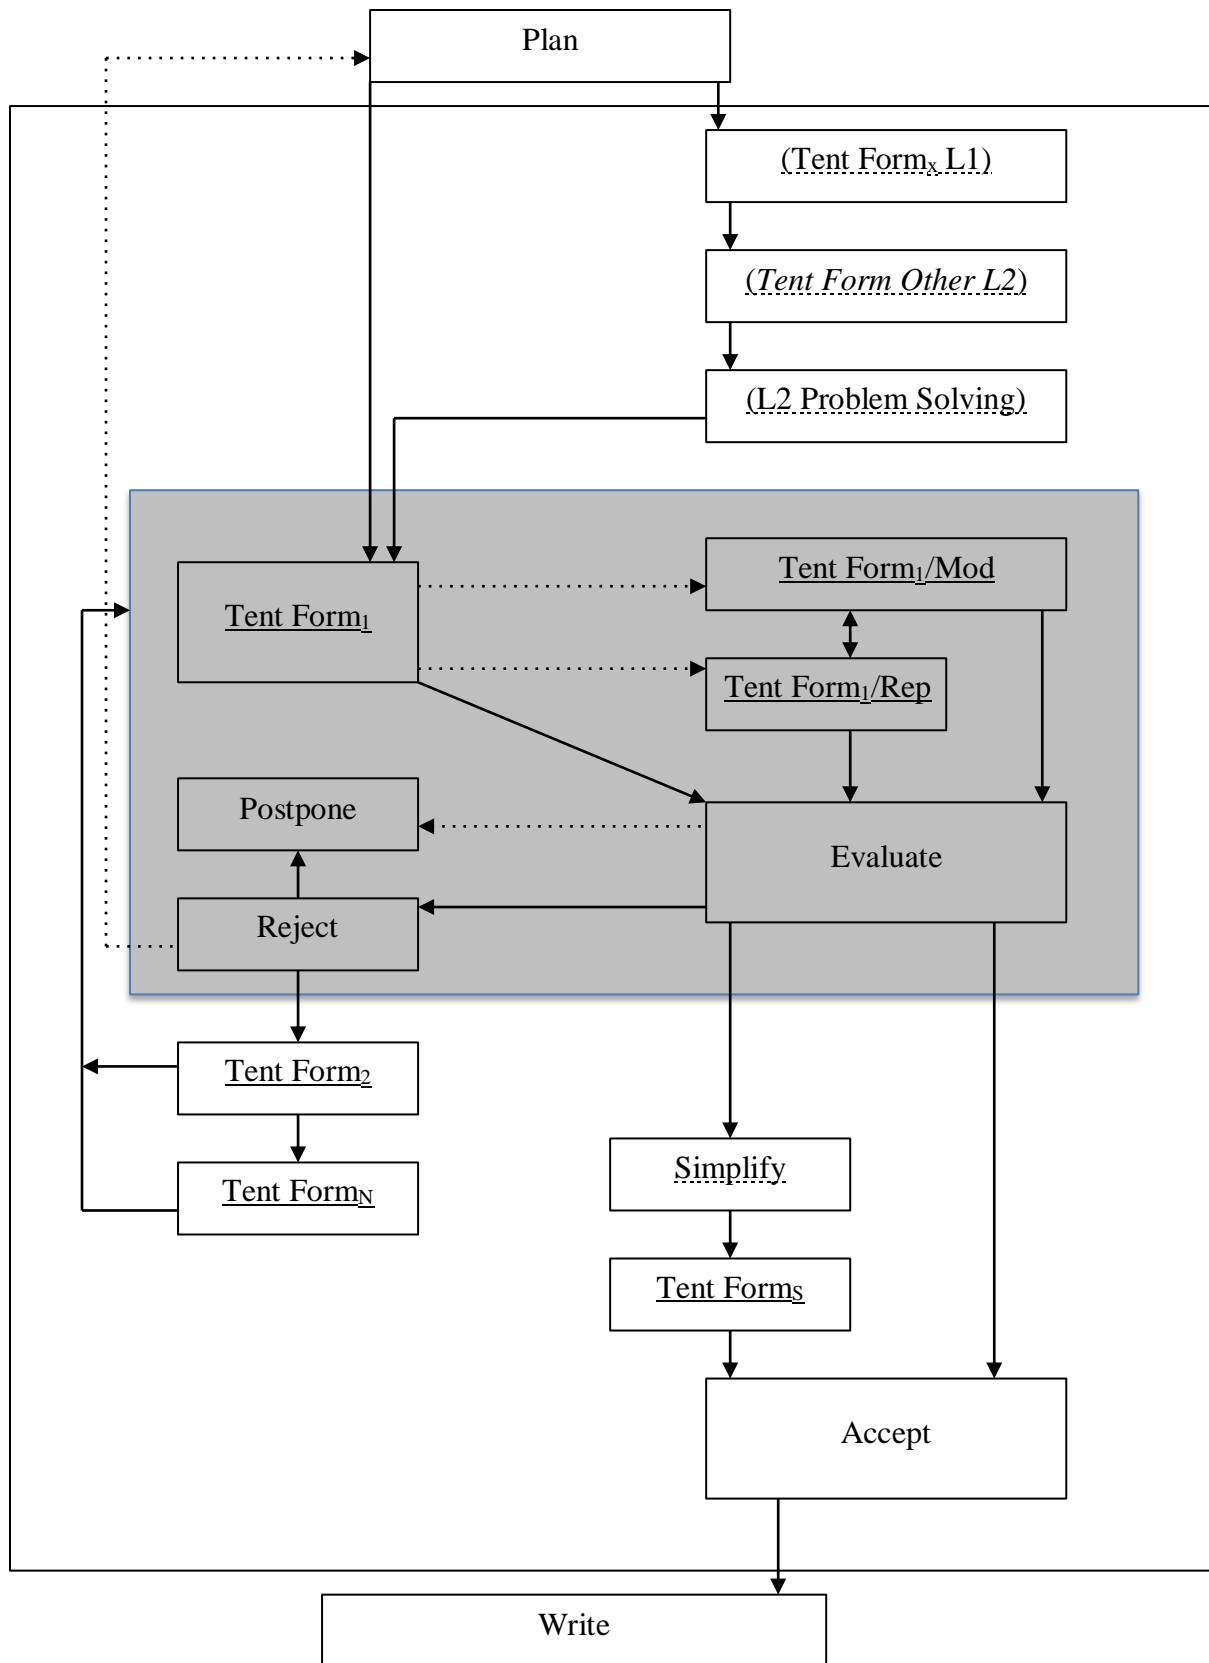 Plan
(Tent Formx L1)
(Tent Form Other L2)
(L2 Problem Solving)
Tent Form1/Mod
Tent Form1
Tent Form1/Rep
Postpone
Evaluate
Reject
Tent Form2
Simplify
Tent FormN
Tent FormS
Accept
Write